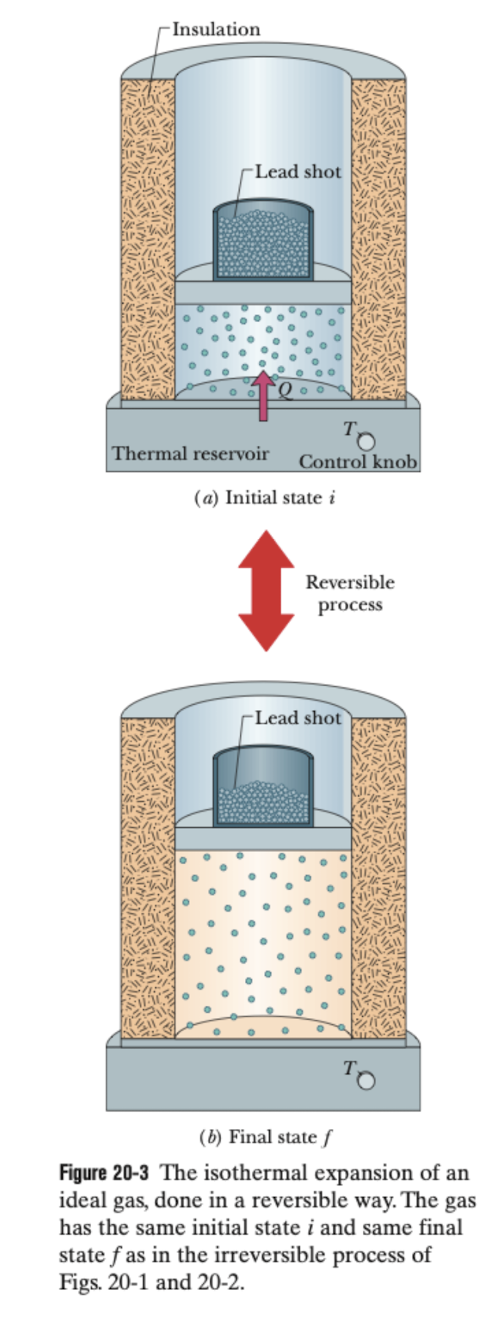 Insulation
Lead shot
Q
T
Thermal reservoir
Control knob
(a) Initial state i
Reversible
process
Lead shot
T
(b) Final state f
Figure 20-3 The isothermal expansion of an
ideal gas, done in a reversible way. The gas
has the same initial state i and same final
state f as in the irreversible process of
Figs. 20-1 and 20-2.